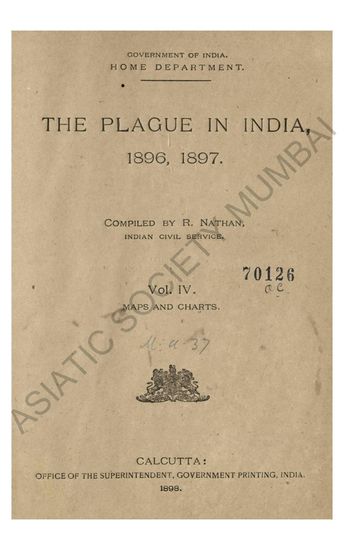 GOVERNMENT OF INDIA.
HOME DEPARTMENT.
THE PLAGUE IN INDIA,
1896, 1897.
COMPILED BY R. NATHAN,
INDIAN CIVIL SERVICE.
70126
Vol. IV.
MAPS AND CHARTS.
CALCUTTA:
OFFICE OF THE SUPERINTENDENT, GOVERNMENT PRINTING, INDIA.
1898.
ASIATIC SOCIETY MUMBAI